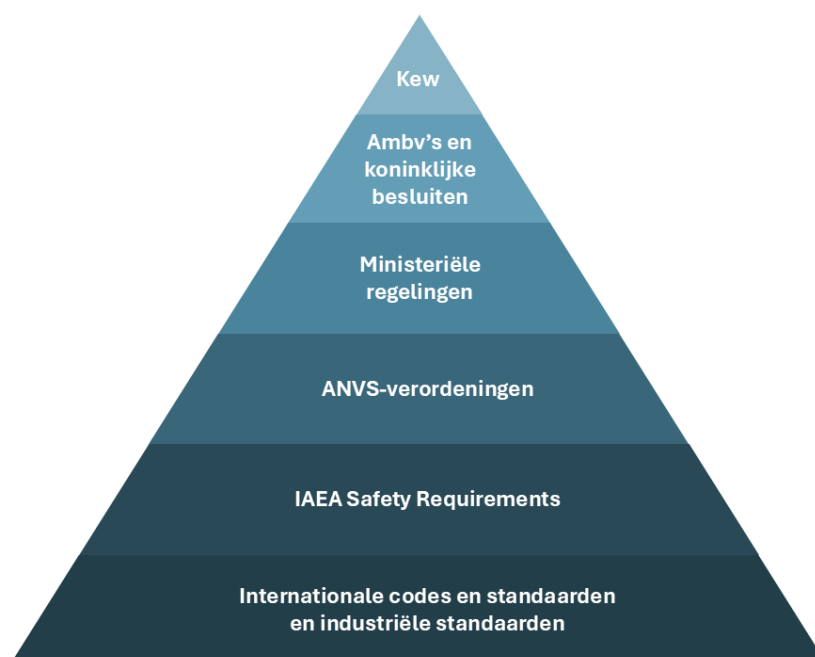 Kew
Ambv's en
koninklijke
besluiten
Ministeriële
regelingen
ANVS-verordeningen
IAEA Safety Requirements
Internationale codes en standaarden
en industriële standaarden